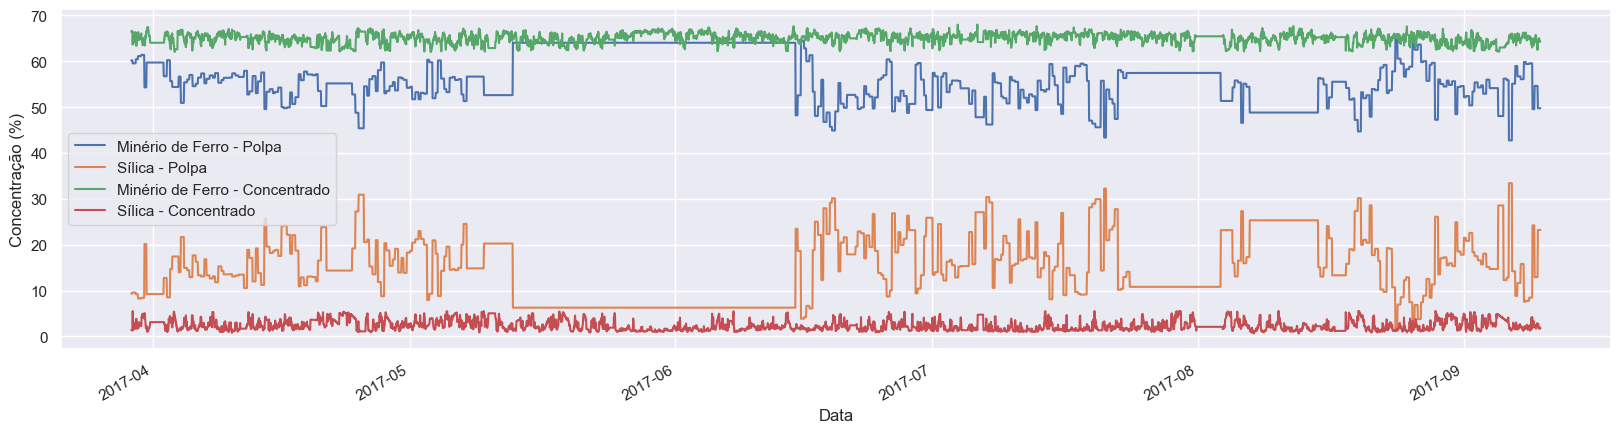 70
60
50
40
30
20
10
0
Concentração (%)
Minério de Ferro - Polpa
Sílica - Polpa
Minério de Ferro - Concentrado
Sílica - Concentrado
2017-04
2017-05
2017-06
2017-07
2017-08
2017-09
Data